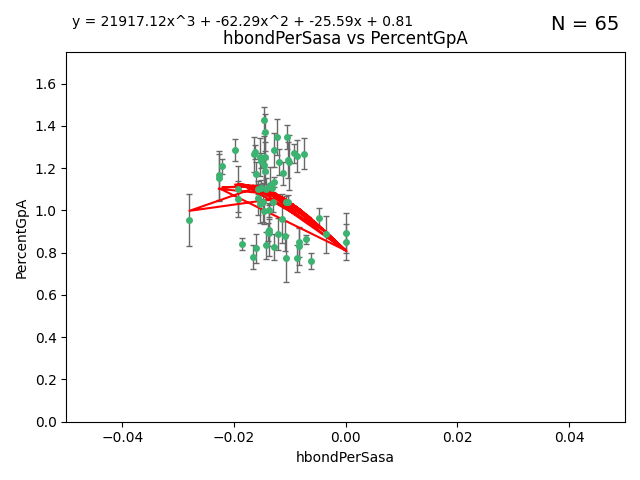 y = 21917.12x^3 + -62.29x^2 + -25.59x + 0.81
N = 65
hbondPerSasa vs PercentGpA
PercentGpA
1.6
1.4
1.2
1.0
0.8
0.6
0.4
0.2
0.0
−0.04 −0.02 0.00 0.02 0.04
hbondPerSasa